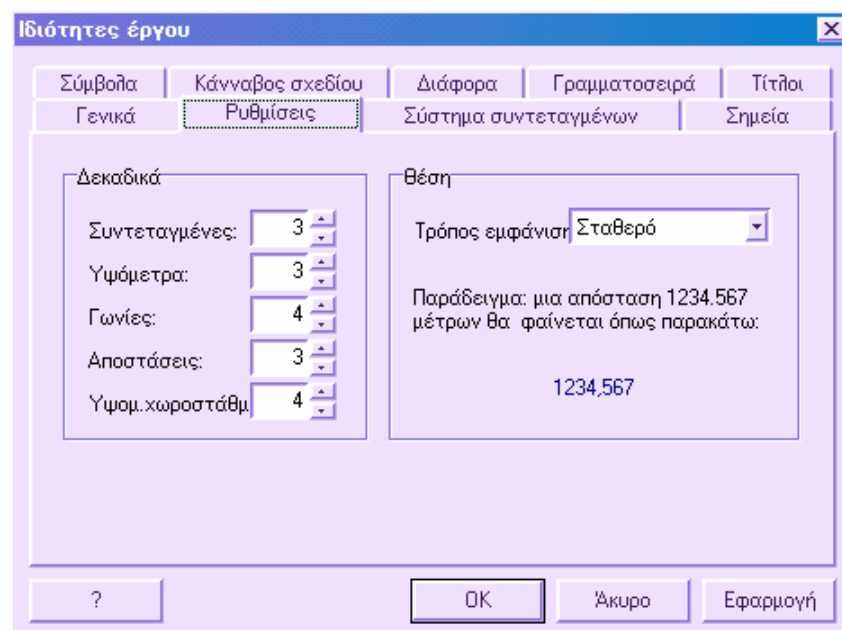 Ιδιότητες έργου
Σύμβολα Κάνναβος σχεδίου Διάφορα Γραμματοσειρά Τίτλοι
Γενικά Ρυθμίσεις Σύστημα συντεταγμένων Σημεία
Δεκαδικά
Συντεταγμένες: 3
Υψόμετρα: 3
Γωνίες: 4
Αποστάσεις: 3
Υψομ.χωροστάθμ 4
Θέση
Τρόπος εμφάνιση Σταθερό
Παράδειγμα: μια απόσταση 1234.567
μέτρων θα φαίνεται όπως παρακάτω:
1234,567
? OK Άκυρο Εφαρμογή